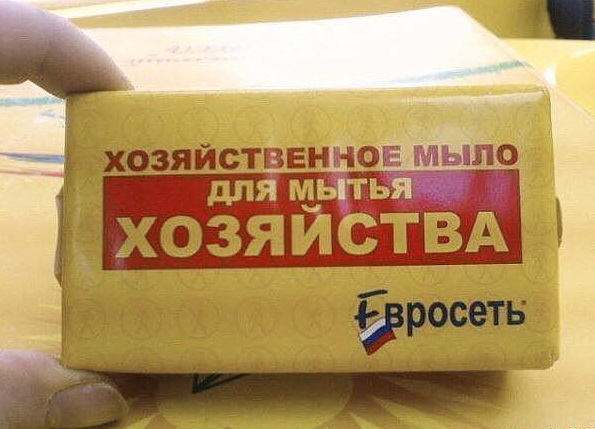 ХОЗЯЙСТВЕННОЕ МЫЛО
ДЛЯ МЫТЬЯ
ХОЗЯЙСТВА
Евросеть